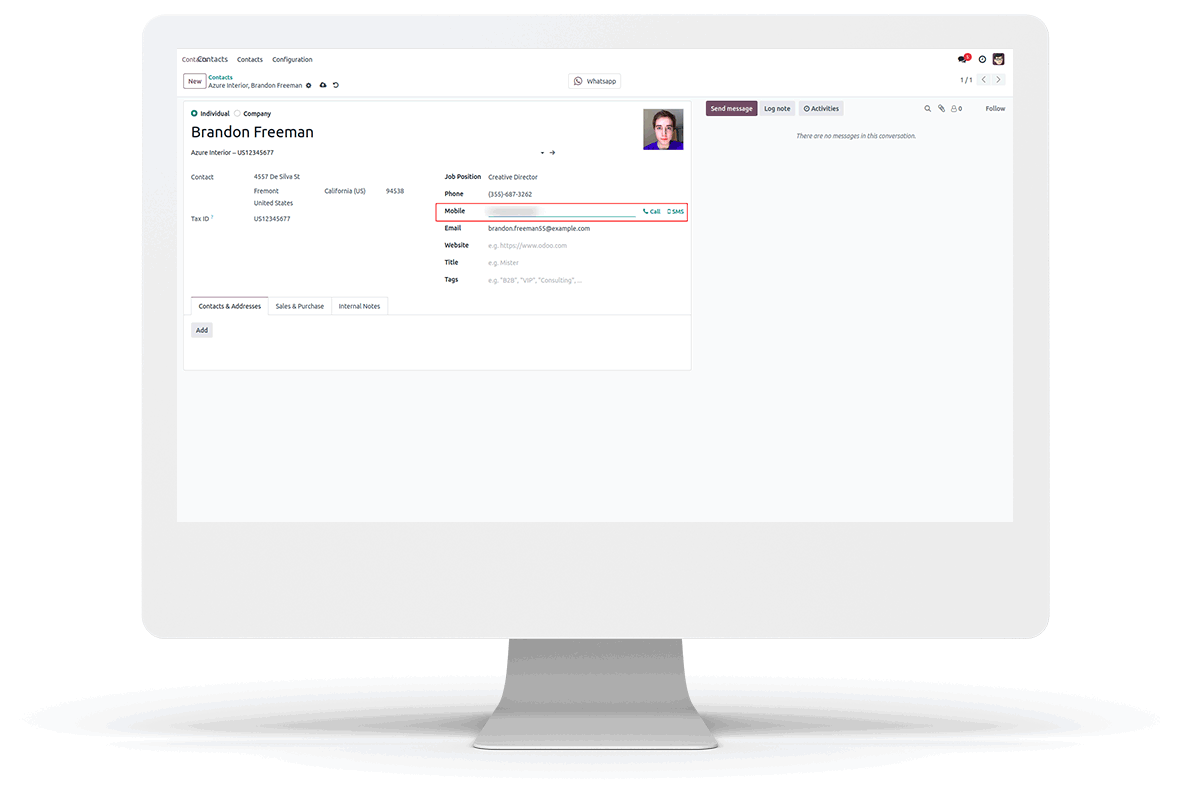 Contacts Contacts Configuration
1
New
Contacts
Azure Interior, Brandon Freeman
Whatsapp
1 / 1
Individual Company
Brandon Freeman
Azure Interior – US12345677
Contact
4557 De Silva St
Fremont California (US) 94538
United States
Tax ID ?
US12345677
Job Position Creative Director
Phone (355)-687-3262
Mobile Call SMS
Email brandon.freeman55@example.com
Website e.g. https://www.odoo.com
Title e.g. Mister
Tags e.g. "B2B", "VIP", "Consulting", ...
Contacts & Addresses Sales & Purchase Internal Notes
Add
Send message Log note Activities 0 Follow
There are no messages in this conversation.